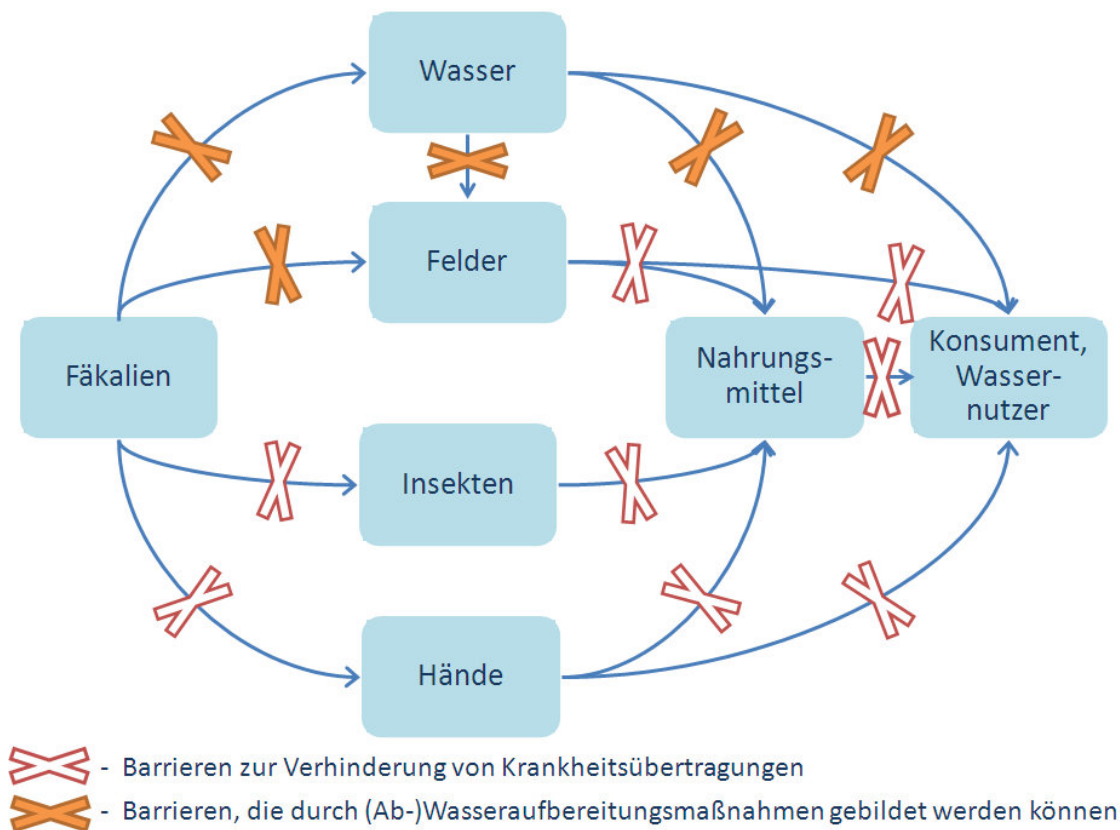 Wasser
Felder
Fäkalien
Nahrungs-
mittel
Konsument,
Wasser-
nutzer
Insekten
Hände
- Barrieren zur Verhinderung von Krankheitsübertragungen
- Barrieren, die durch (Ab-)Wasseraufbereitungsmaßnahmen gebildet werden können